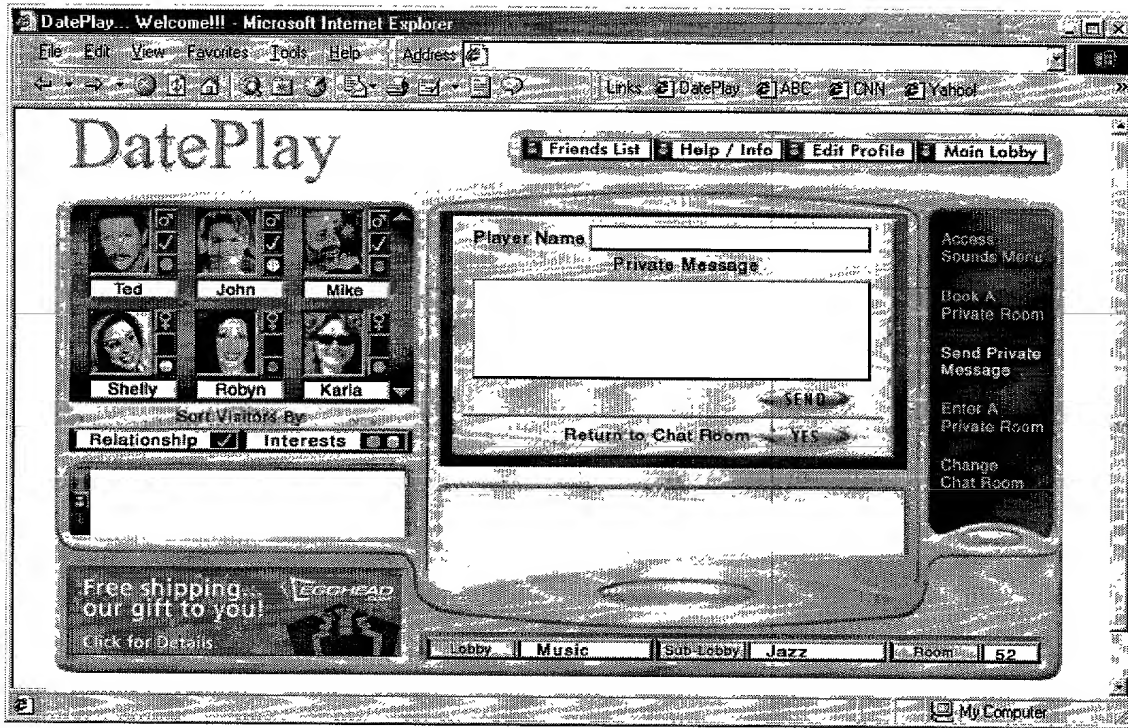 DatePlay... Welcome!!! - Microsoft Internet Explorer
File Edit View Favorites Tools Help Address
Links DatePlay ABC CNN Yahoo!
DatePlay
Friends List Help / Info Edit Profile Main Lobby
Ted John Mike
Shelly Robyn Karla
Sort Visitors By
Relationship Interests
Player Name
Private Message
SEND
Return to Chat Room YES
Access
Sounds Menu
Book A
Private Room
Send Private
Message
Enter A
Private Room
Change
Chat Room
Free shipping...
our gift to you!
Click for Details
EGGHEAD
Lobby Music Sub-Lobby Jazz Room 52
My Computer